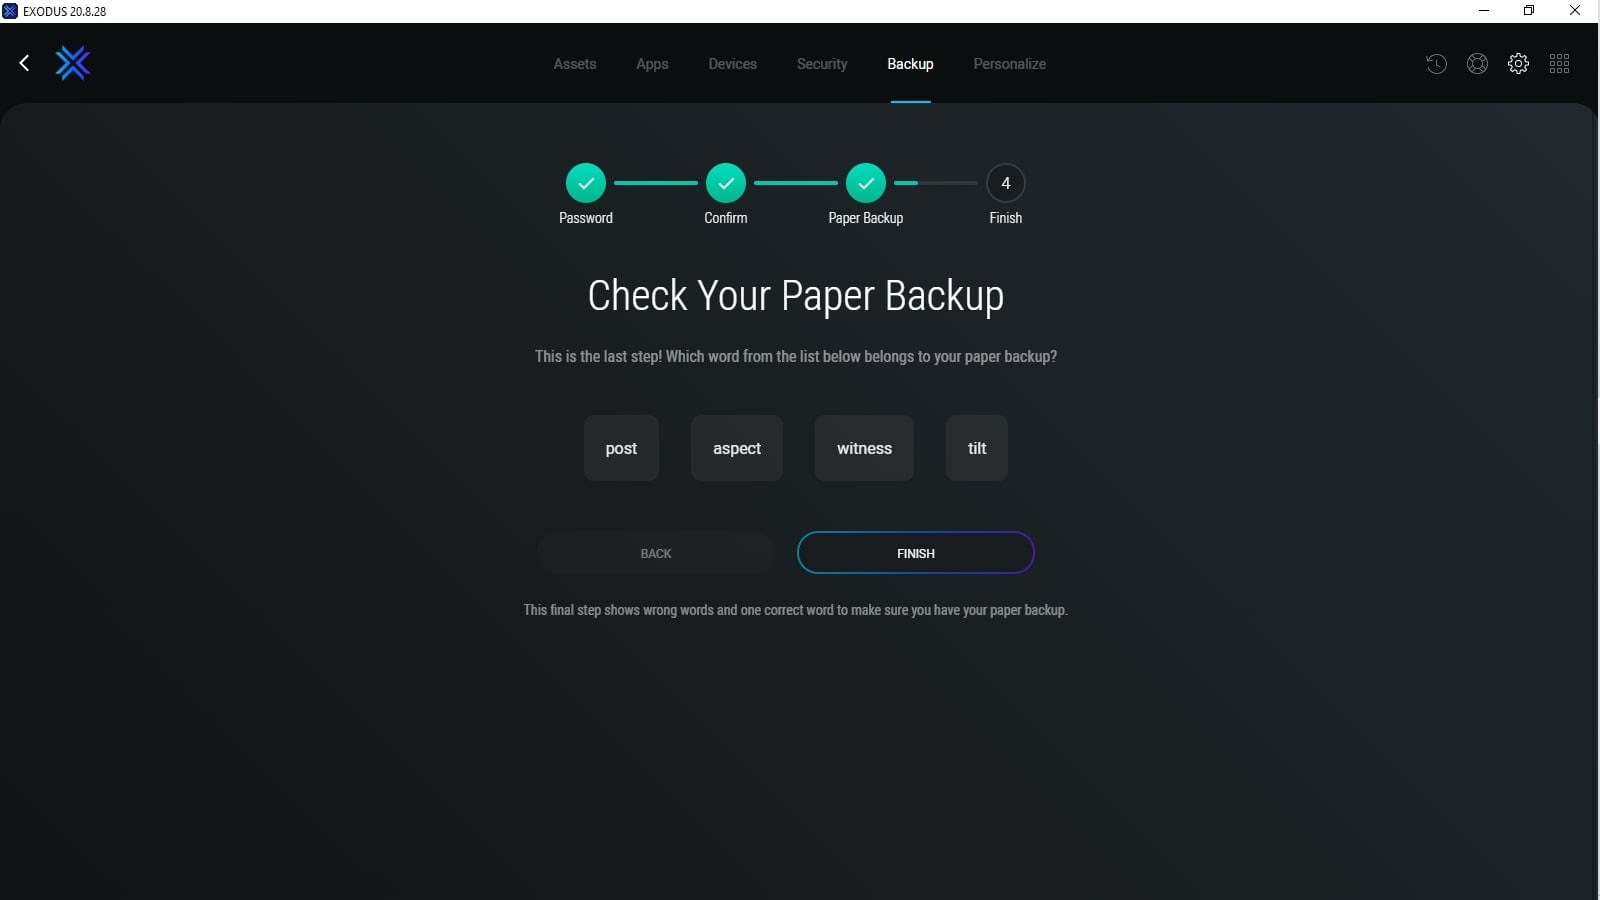 EXODUS 20.8.28
Assets Apps Devices Security Backup Personalize
4
Password Confirm Paper Backup Finish
Check Your Paper Backup
This is the last step! Which word from the list below belongs to your paper backup?
post aspect witness tilt
BACK FINISH
This final step shows wrong words and one correct word to make sure you have your paper backup.